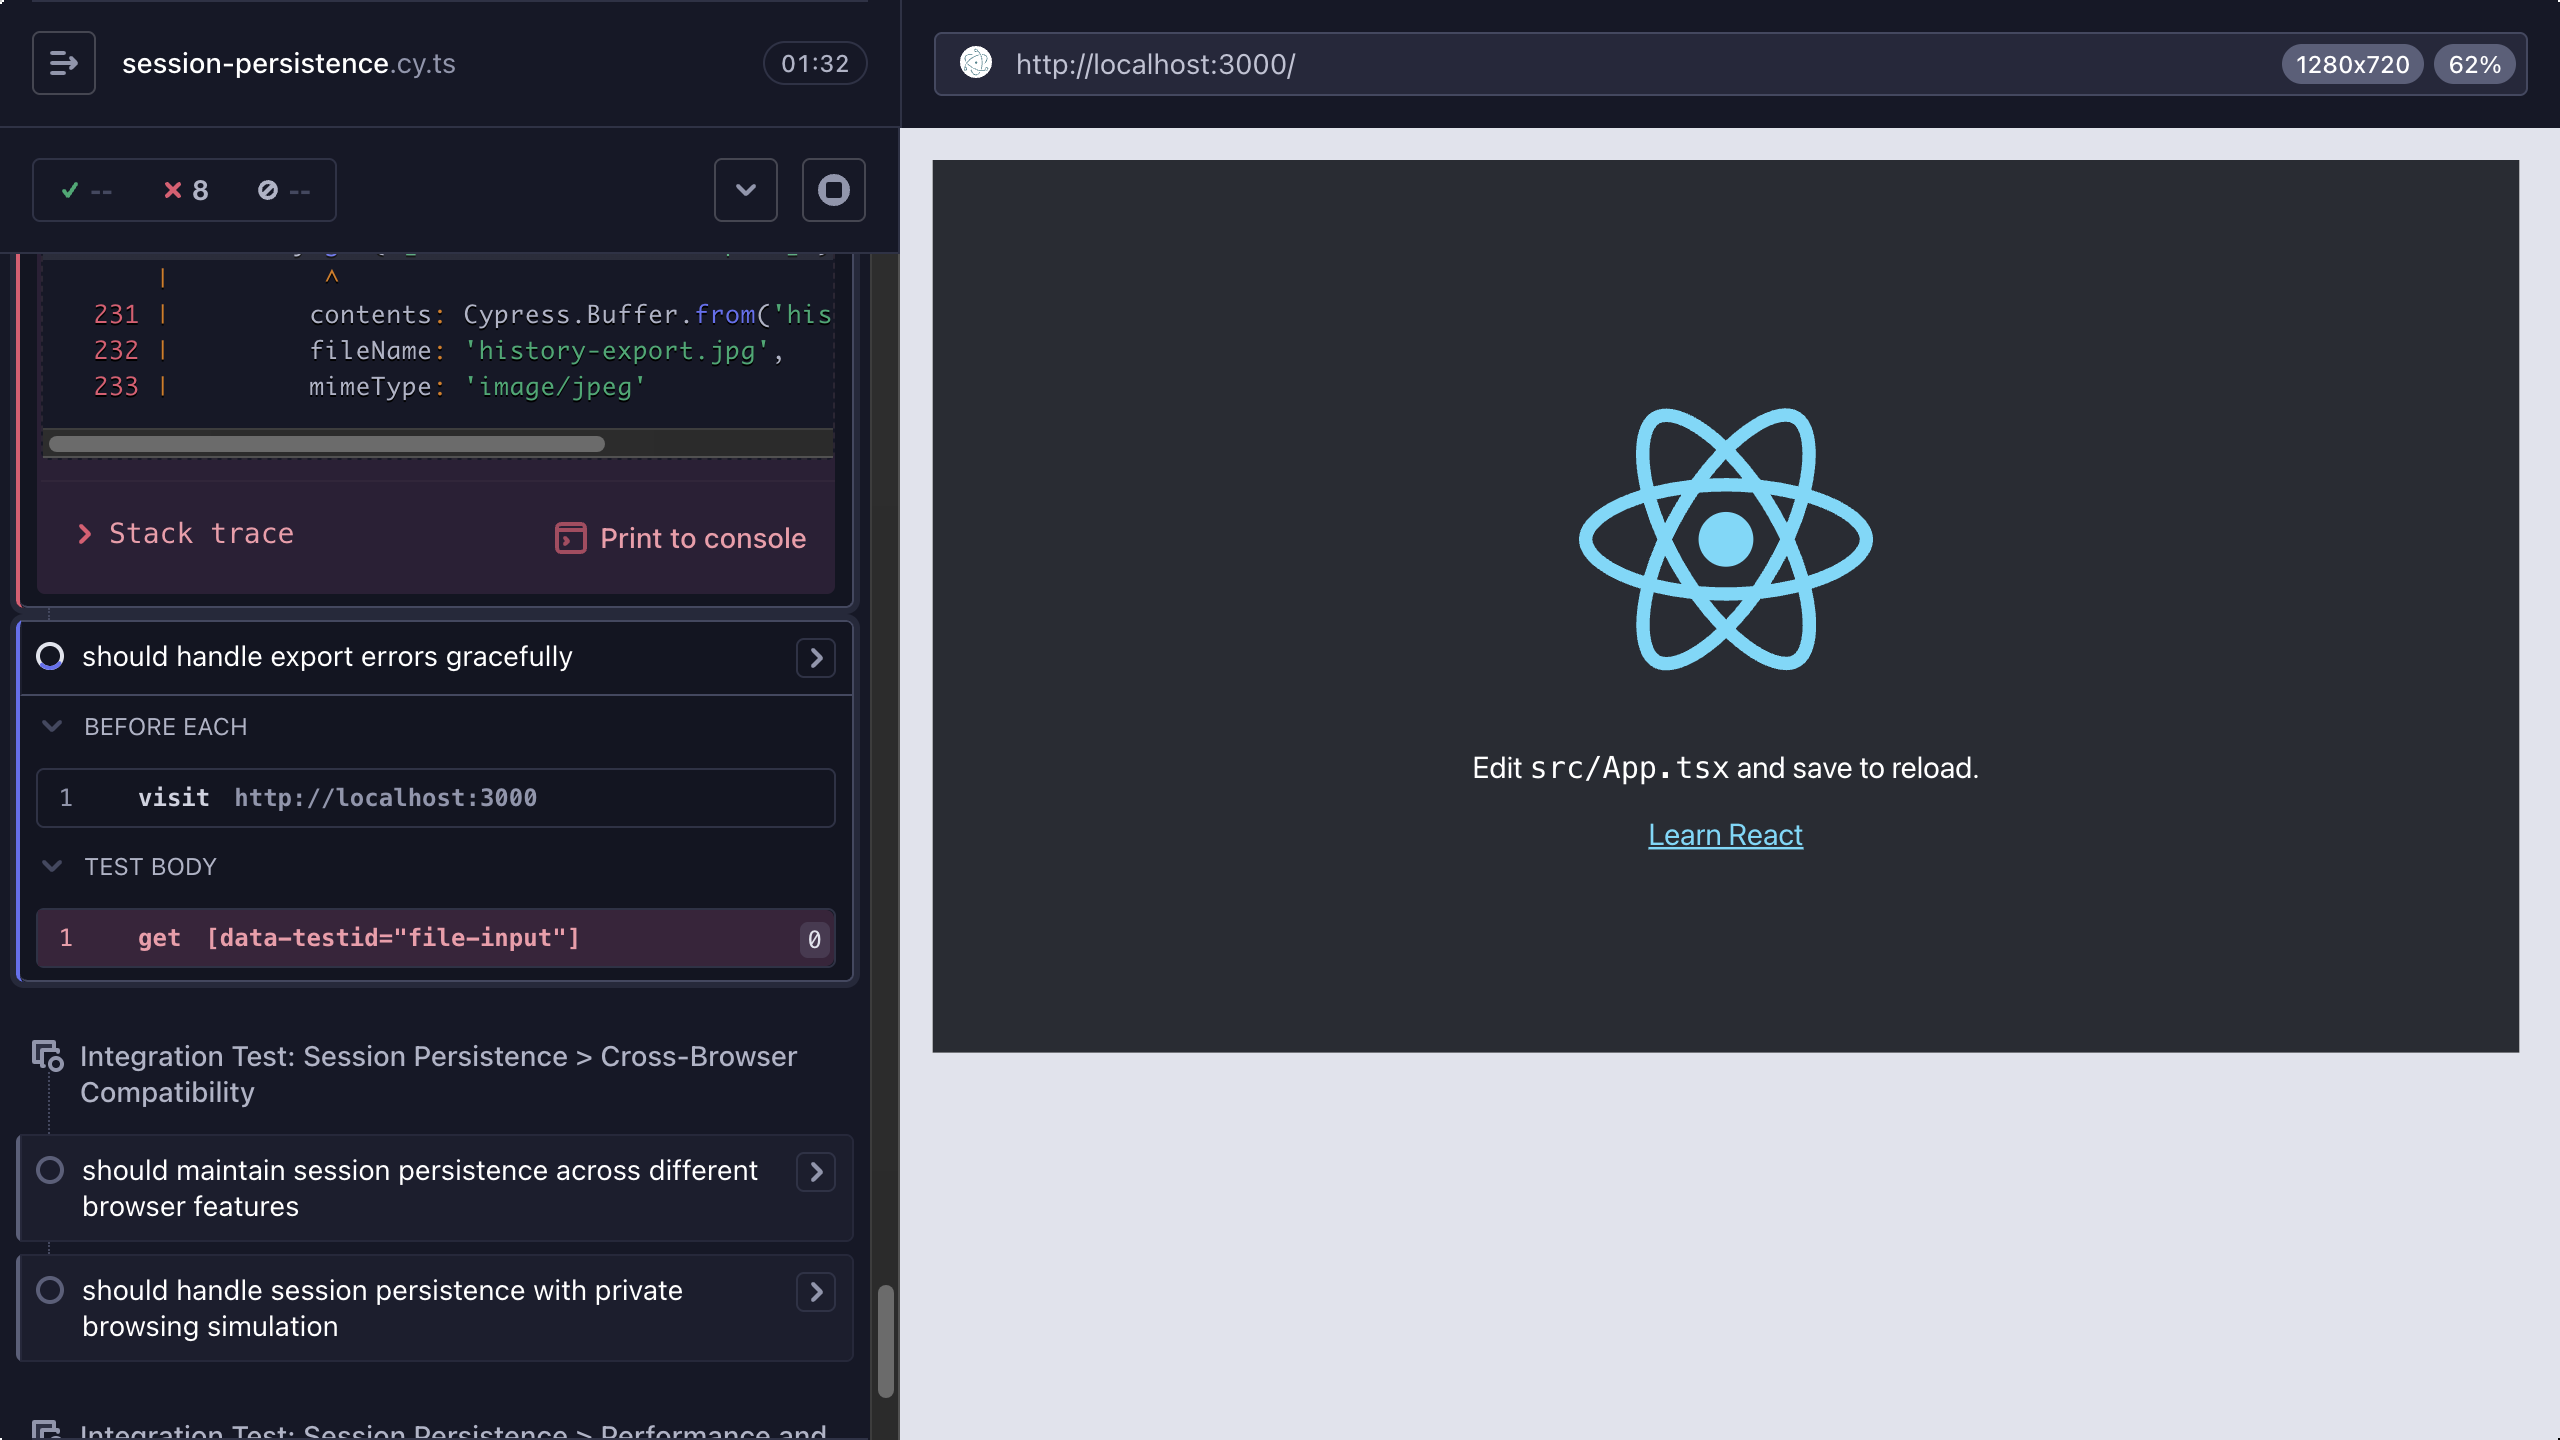 session-persistence.cy.ts
01:32
-- 8 --
|         ^
231 |         contents: Cypress.Buffer.from('his
232 |         fileName: 'history-export.jpg',
233 |         mimeType: 'image/jpeg'
Stack trace
Print to console
should handle export errors gracefully
BEFORE EACH
1 visit http://localhost:3000
TEST BODY
1 get [data-testid="file-input"] 0
Integration Test: Session Persistence > Cross-Browser
Compatibility
should maintain session persistence across different
browser features
should handle session persistence with private
browsing simulation
Integration Test: Session Persistence > Performance and
http://localhost:3000/
1280x720
62%
Edit src/App.tsx and save to reload.
Learn React